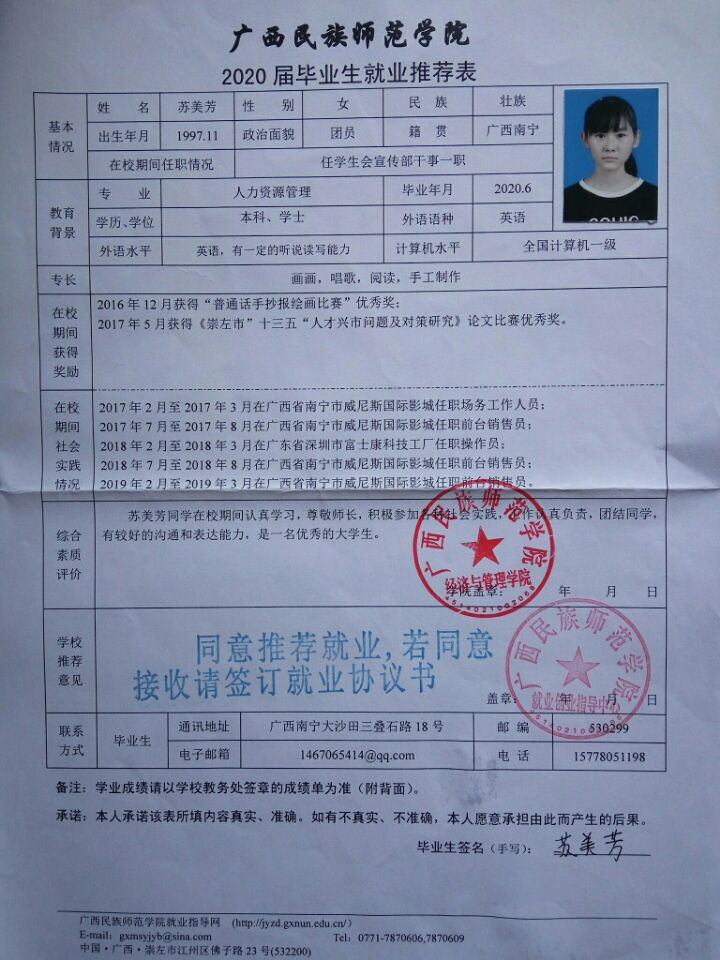 广西民族师范学院
2020 届毕业生就业推荐表
基本情况
姓 名 苏美芳 性 别 女 民 族 壮族
出生年月 1997.11 政治面貌 团员 籍 贯 广西南宁
在校期间任职情况 任学生会宣传部干事一职
教育背景
专 业 人力资源管理 毕业年月 2020.6
学历、学位 本科、学士 外语语种 英语
外语水平 英语，有一定的听说读写能力 计算机水平 全国计算机一级
专长 画画，唱歌，阅读，手工制作
在校期间获得奖励
2016 年 12 月获得“普通话手抄报绘画比赛”优秀奖；
2017 年 5 月获得《崇左市”十三五“人才兴市问题及对策研究》论文比赛优秀奖。
在校期间社会实践情况
2017 年 2 月至 2017 年 3 月在广西省南宁市威尼斯国际影城任职场务工作人员；
2017 年 7 月至 2017 年 8 月在广西省南宁市威尼斯国际影城任职前台销售员；
2018 年 2 月至 2018 年 3 月在广东省深圳市富士康科技工厂任职操作员；
2018 年 7 月至 2018 年 8 月在广西省南宁市威尼斯国际影城任职前台销售员；
2019 年 2 月至 2019 年 3 月在广西省南宁市威尼斯国际影城任职前台销售员。
综合素质评价
苏美芳同学在校期间认真学习，尊敬师长，积极参加各种社会实践，工作认真负责，团结同学，
有较好的沟通和表达能力，是一名优秀的大学生。
广西民族师范学院
经济与管理学院
学院盖章： 年 月 日
学校推荐意见
同意推荐就业,若同意
接收请签订就业协议书
广西民族师范学院
就业创业指导中心
盖章： 年 月 日
联系方式
毕业生 通讯地址 广西南宁大沙田三叠石路 18 号 邮 编 530299
电子邮箱 1467065414@qq.com 电 话 15778051198
备注：学业成绩请以学校教务处签章的成绩单为准（附背面）。
承诺：本人承诺该表所填内容真实、准确。如有不真实、不准确，本人愿意承担由此而产生的后果。
毕业生签名（手写）： 苏美芳
广西民族师范学院就业指导网 (http://jyzd.gxnun.edu.cn/）
E-mail：gxmsyjyb@sina.com Tel：0771-7870606,7870609
中国·广西·崇左市江州区佛子路 23 号(532200)